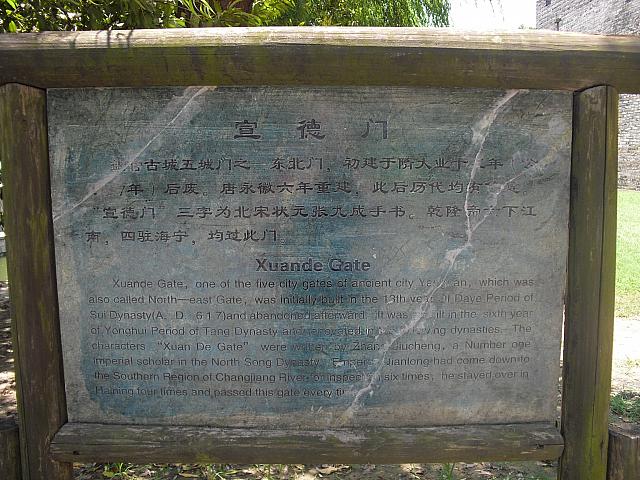 宣德门
古城五城门之一 东北门，初建于隋大业十三年（公
年）后废。唐永徽六年重建，此后历代均有
“宣德门” 三字为北宋状元张九成手书。乾隆帝六下江
南，四驻海宁，均过此门。
Xuande Gate
Xuande Gate, one of the five city gates of ancient city which was
also called North—east Gate, was initially built in the 13th year of Daye Period of
Sui Dynasty(A. D. 617)and abandoned afterward. It was in the sixth year
of Yonghui Period of Tang Dynasty and renovated in dynasties. The
characters "Xuan De Gate" were written by Zhang Jiucheng, a Number one
imperial scholar in the North Song Dynasty. Emperor Jianlong had come down to
the Southern Region of Changjiang River on inspection six times, he stayed over in
Haining four times and passed this gate every